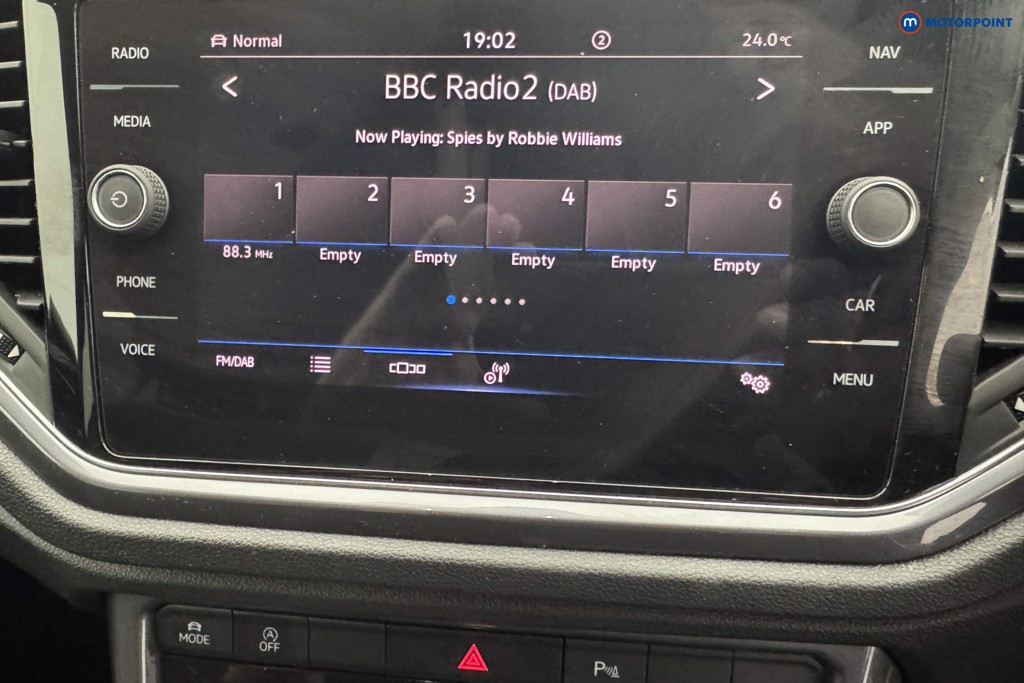 m MOTORPOINT
Normal 19:02 2 24.0°C
RADIO
NAV
BBC Radio2 (DAB)
MEDIA
APP
Now Playing: Spies by Robbie Williams
1 2 3 4 5 6
88.3 MHz Empty Empty Empty Empty Empty
PHONE
CAR
VOICE
FM/DAB
MENU
MODE
A
OFF
P